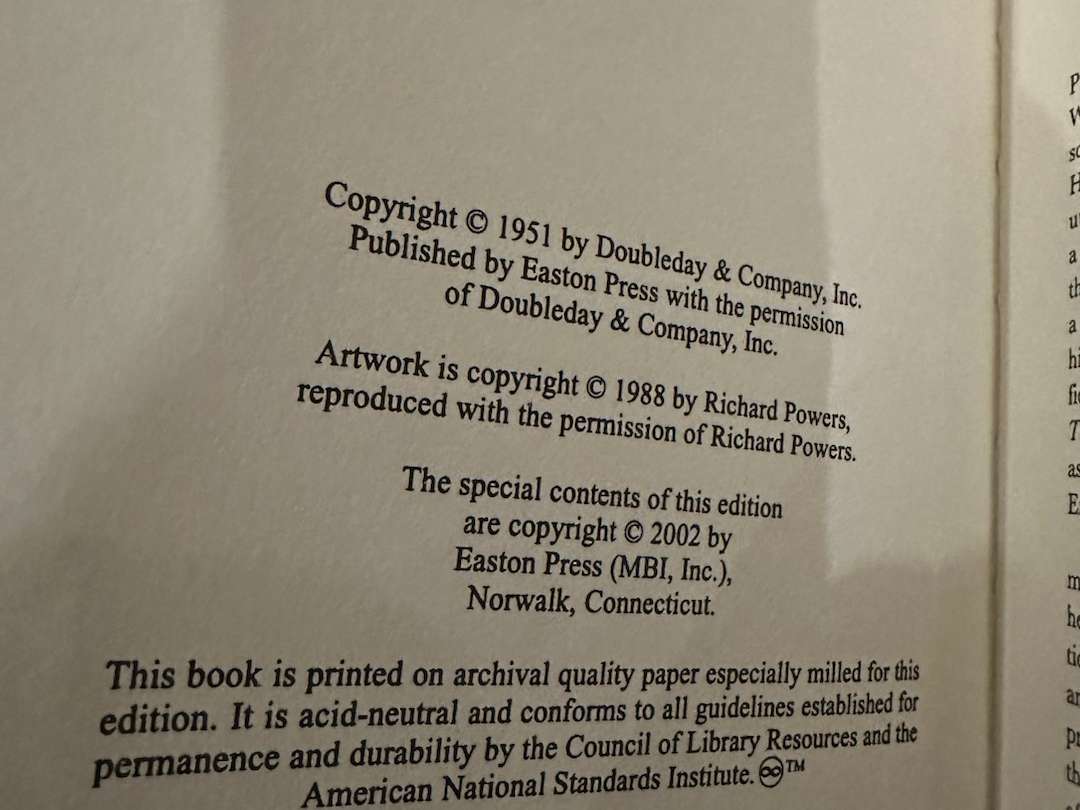 Copyright © 1951 by Doubleday & Company, Inc.
Published by Easton Press with the permission
of Doubleday & Company, Inc.
Artwork is copyright © 1988 by Richard Powers,
reproduced with the permission of Richard Powers.
The special contents of this edition
are copyright © 2002 by
Easton Press (MBI, Inc.),
Norwalk, Connecticut.
This book is printed on archival quality paper especially milled for this
edition. It is acid-neutral and conforms to all guidelines established for
permanence and durability by the Council of Library Resources and the
American National Standards Institute.♾™